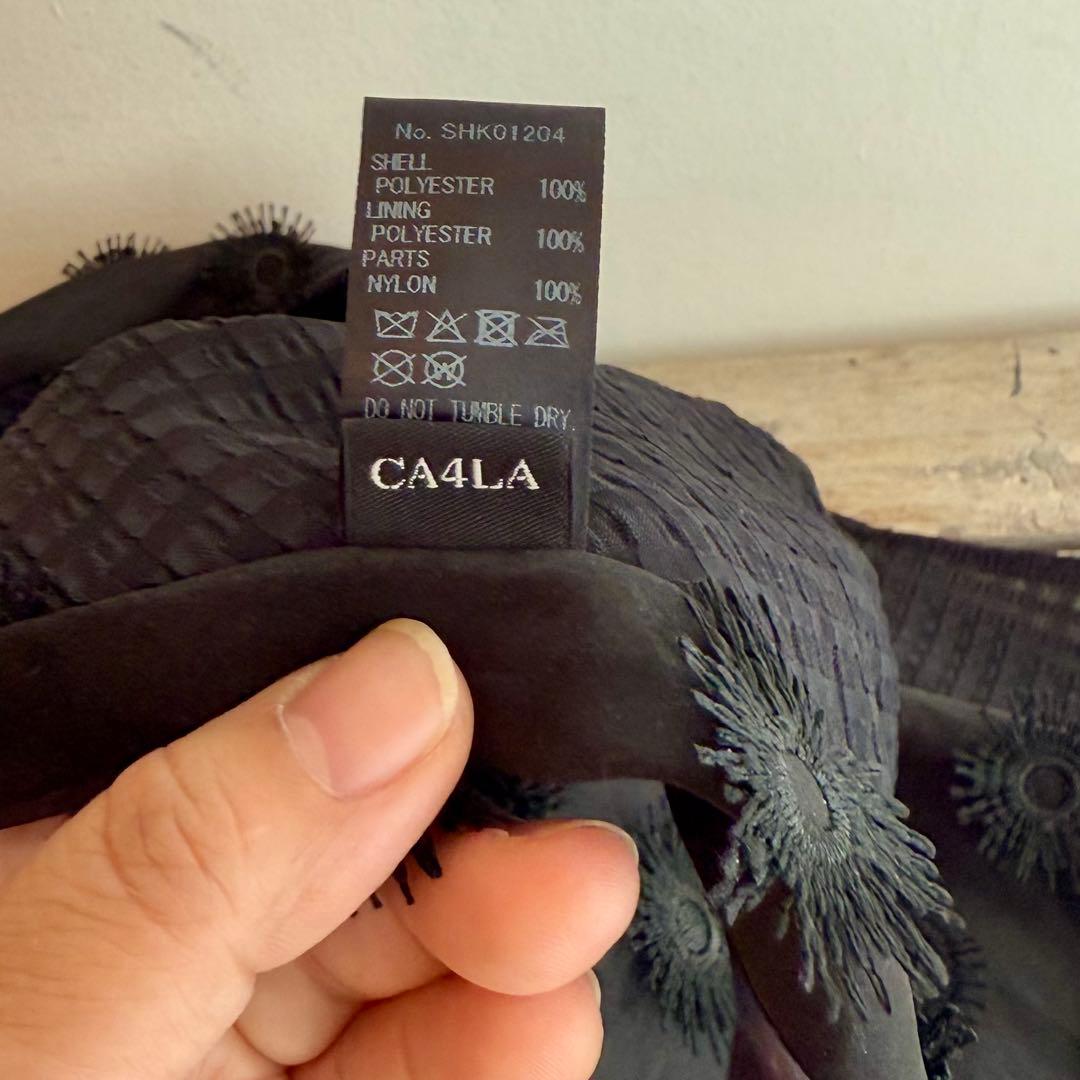 No. SHK01204
SHELL
POLYESTER 100%
LINING
POLYESTER 100%
PARTS
NYLON 100%
DO NOT TUMBLE DRY.
CA4LA